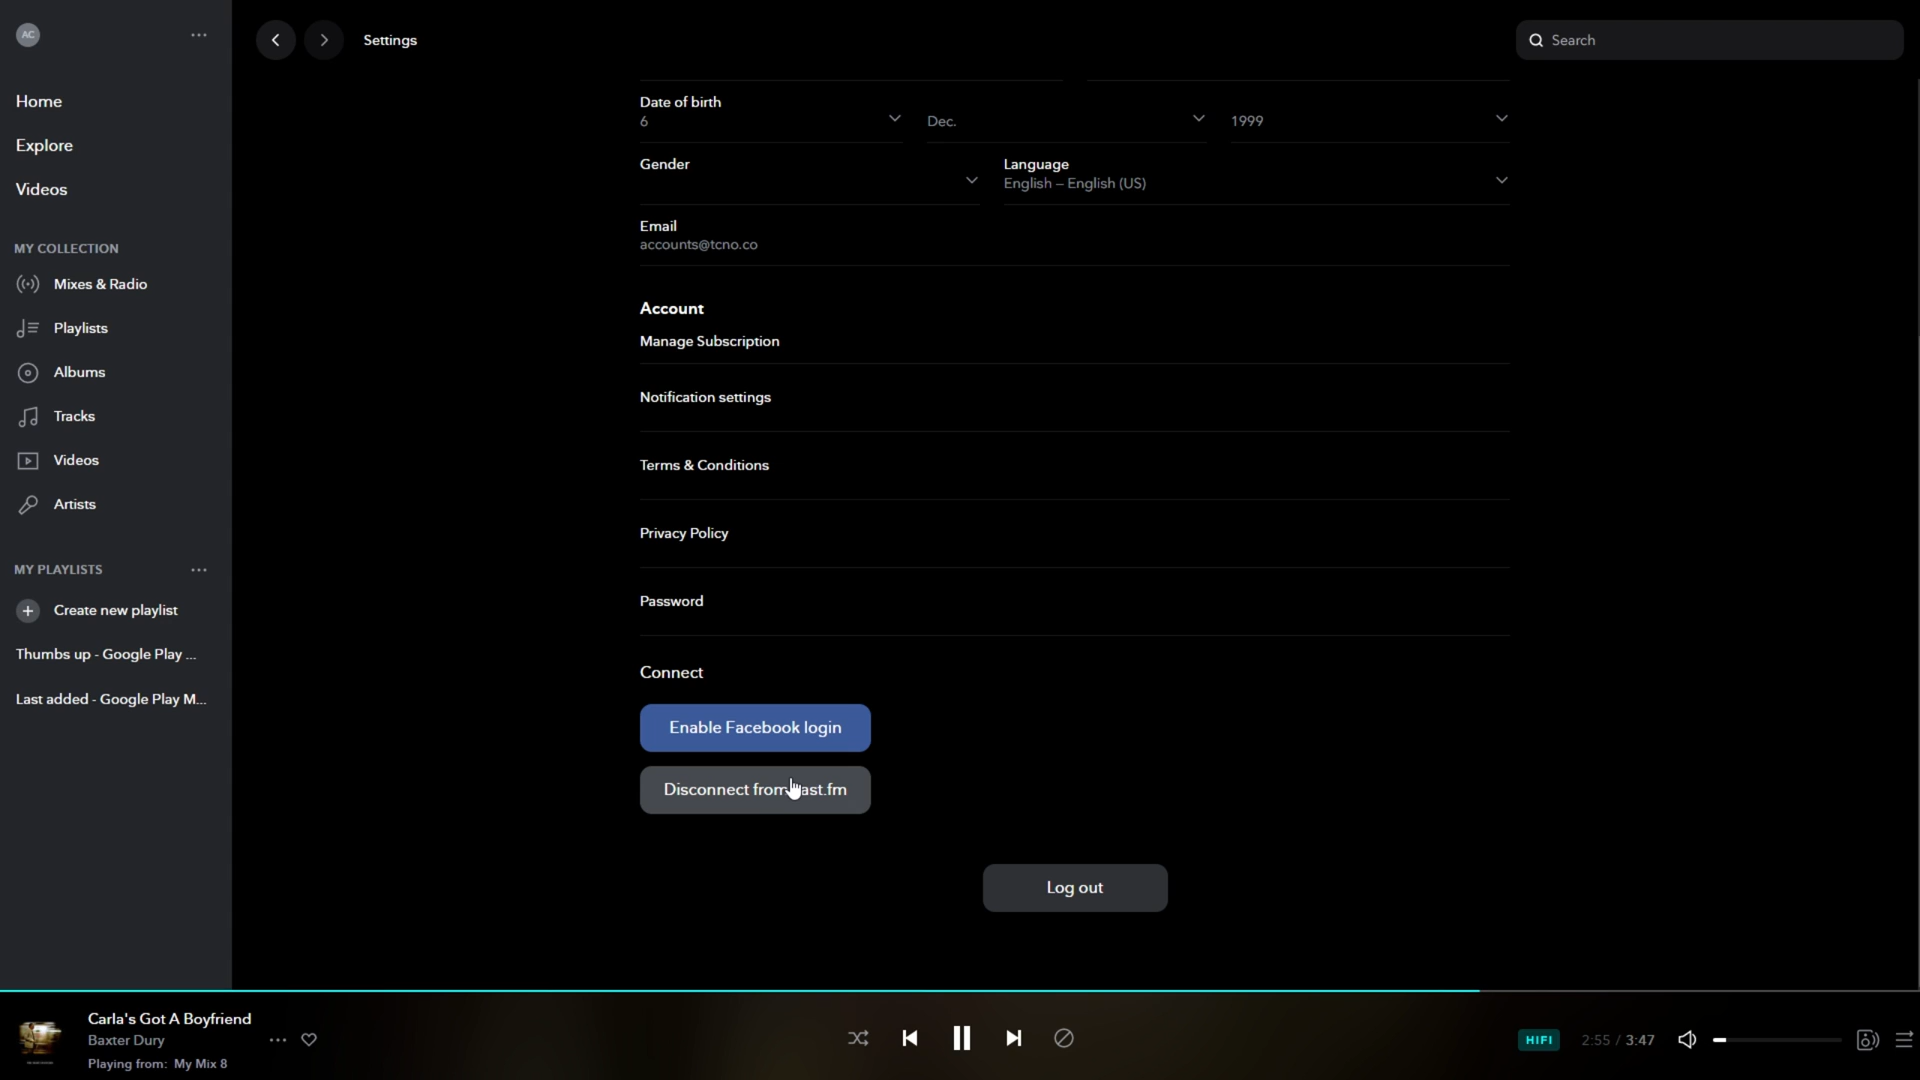 AC
Settings
Search
Home
Explore
Videos
MY COLLECTION
Mixes & Radio
Playlists
Albums
Tracks
Videos
Artists
MY PLAYLISTS
Create new playlist
Thumbs up - Google Play ...
Last added - Google Play M...
Date of birth
6 Dec. 1999
Gender Language
English – English (US)
Email
accounts@tcno.co
Account
Manage Subscription
Notification settings
Terms & Conditions
Privacy Policy
Password
Connect
Enable Facebook login
Disconnect from ast.fm
Log out
Carla's Got A Boyfriend
Baxter Dury
Playing from: My Mix 8
HIFI 2:55 / 3:47